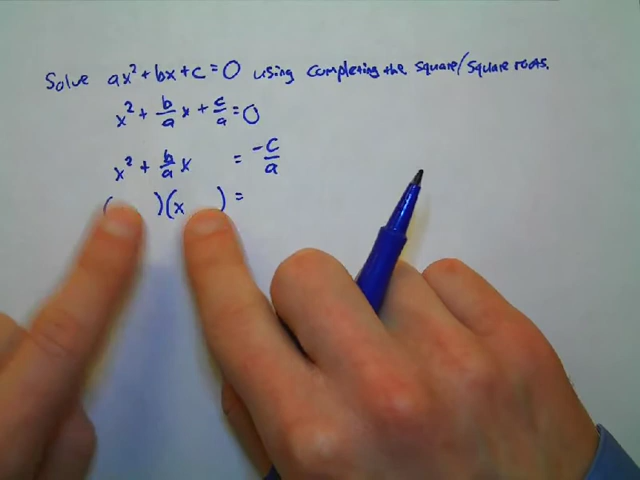 Solve ax² + bx + c = 0 using completing the square/square roots.
x² + b/a x + c/a = 0
x² + b/a x = -c/a
( )(x ) =